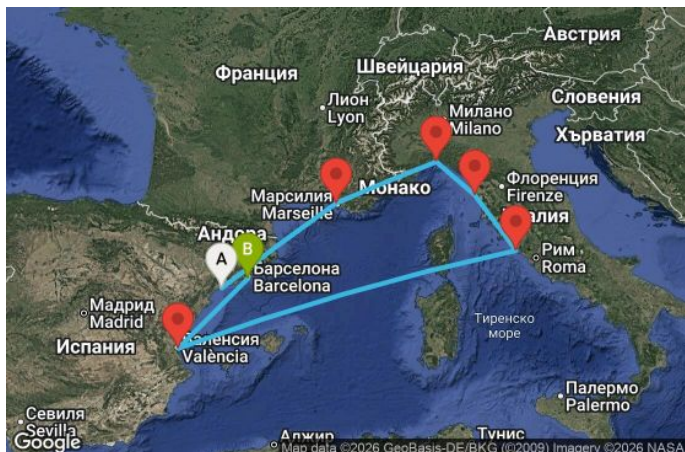 Австрия
Швейцария
Франция
Словения
Лион
Lyon
Милано
Milano
Хърватия
Марсилия
Marseille
Монако
Флоренция
Firenze
Андора
A
B
Рим
Roma
Барселона
Barcelona
Мадрид
Madrid
Испания
València
Тиренско
море
Палермо
Palermo
Севиля
Sevilla
Алжир
Тунис
Google
Map data ©2026 GeoBasis-DE/BKG (©2009) Imagery ©2026 NASA